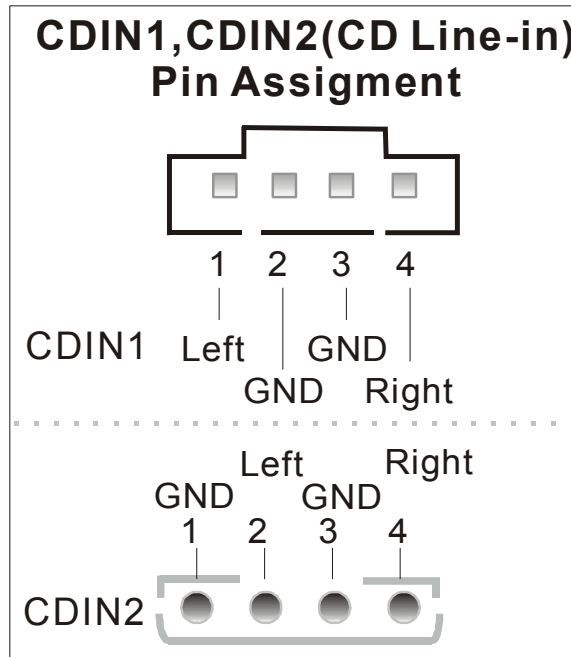 CDIN1,CDIN2(CD Line-in)
Pin Assigment
1 2 3 4
CDIN1 Left GND
GND Right
Left Right
GND GND
1 2 3 4
CDIN2